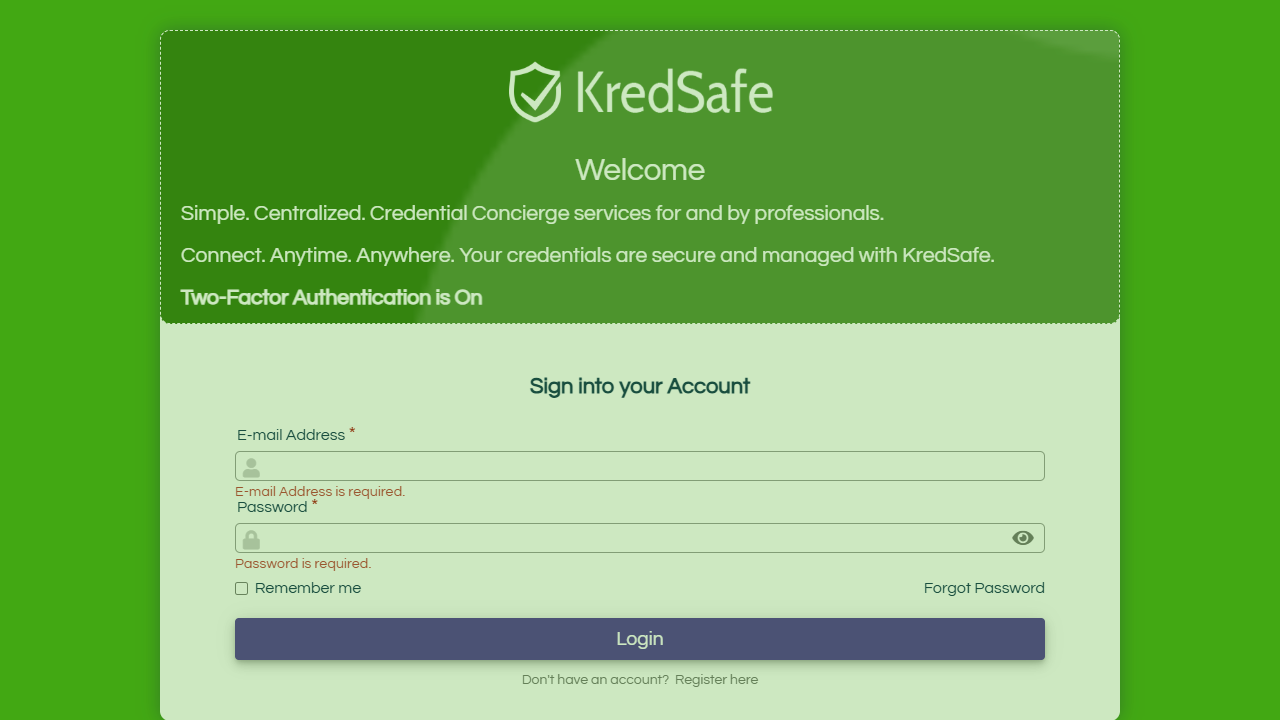 KredSafe
Welcome
Simple. Centralized. Credential Concierge services for and by professionals.
Connect. Anytime. Anywhere. Your credentials are secure and managed with KredSafe.
Two-Factor Authentication is On
Sign into your Account
E-mail Address *
E-mail Address is required.
Password *
Password is required.
Remember me Forgot Password
Login
Don't have an account? Register here